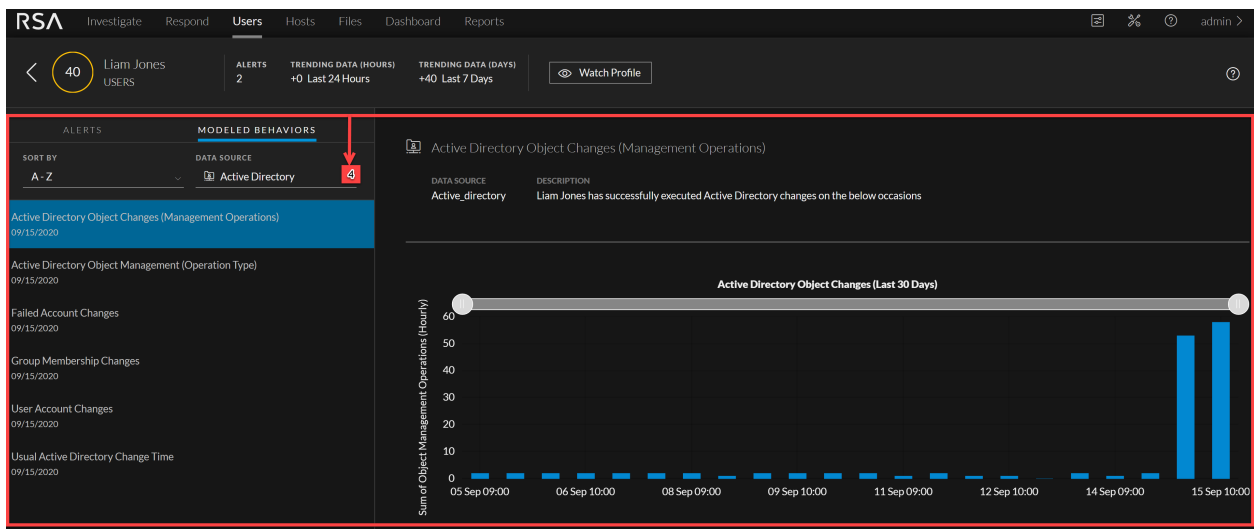 RSA Investigate Respond Users Hosts Files Dashboard Reports admin >
40 Liam Jones USERS
ALERTS 2
TRENDING DATA (HOURS) +0 Last 24 Hours
TRENDING DATA (DAYS) +40 Last 7 Days
Watch Profile
ALERTS MODELED BEHAVIORS
SORT BY DATA SOURCE
A - Z Active Directory 4
Active Directory Object Changes (Management Operations)
09/15/2020
Active Directory Object Management (Operation Type)
09/15/2020
Failed Account Changes
09/15/2020
Group Membership Changes
09/15/2020
User Account Changes
09/15/2020
Usual Active Directory Change Time
09/15/2020
Active Directory Object Changes (Management Operations)
DATA SOURCE DESCRIPTION
Active_directory Liam Jones has successfully executed Active Directory changes on the below occasions
Active Directory Object Changes (Last 30 Days)
Sum of Object Management Operations (Hourly)
60
50
40
30
20
10
0
05 Sep 09:00 06 Sep 10:00 08 Sep 09:00 09 Sep 10:00 11 Sep 09:00 12 Sep 10:00 14 Sep 09:00 15 Sep 10:00